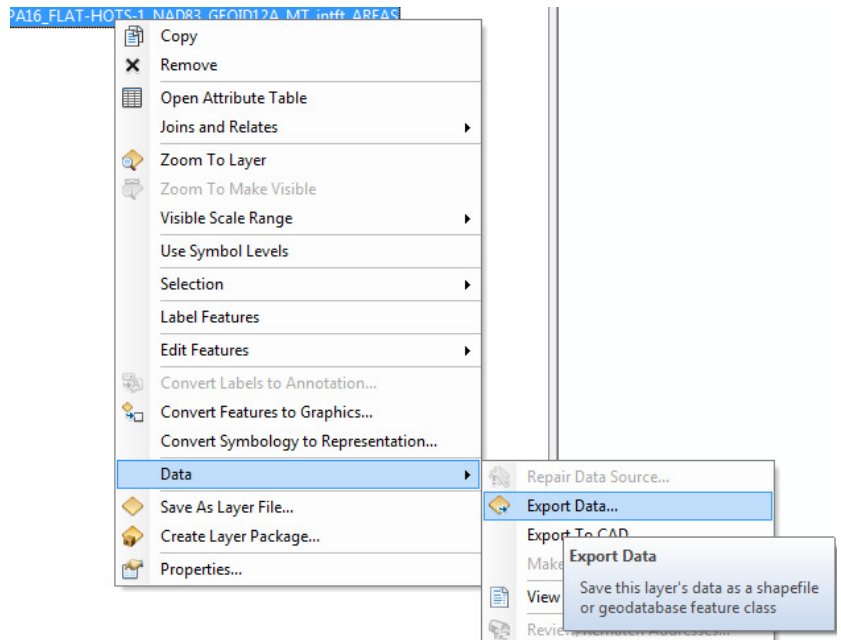 PA16_FLAT-HOTS-1_NAD83_GEOID12A_MT_intft_AREAS
Copy
Remove
Open Attribute Table
Joins and Relates
Zoom To Layer
Zoom To Make Visible
Visible Scale Range
Use Symbol Levels
Selection
Label Features
Edit Features
Convert Labels to Annotation...
Convert Features to Graphics...
Convert Symbology to Representation...
Data
Save As Layer File...
Create Layer Package...
Properties...
Repair Data Source...
Export Data...
Export To CAD
Make
View
Export Data
Save this layer's data as a shapefile
or geodatabase feature class
Review/Rematch Addresses...